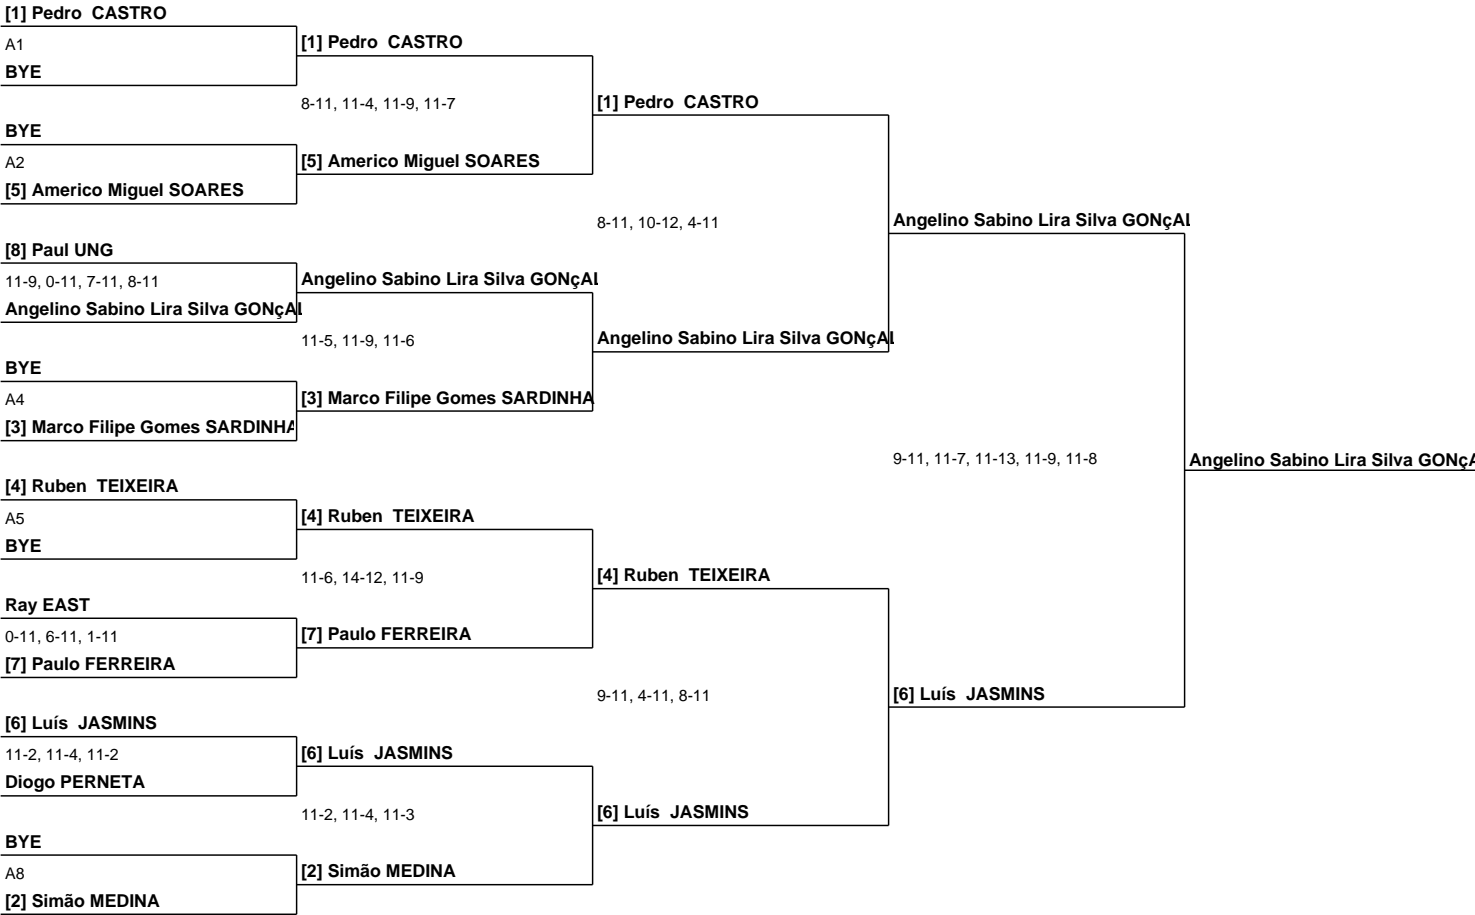 [1] Pedro  CASTRO
A1
BYE
BYE
A2
[5] Americo Miguel SOARES
[8] Paul UNG
11-9, 0-11, 7-11, 8-11
Angelino Sabino Lira Silva GONçAL
BYE
A4
[3] Marco Filipe Gomes SARDINHA
[4] Ruben  TEIXEIRA
A5
BYE
Ray EAST
0-11, 6-11, 1-11
[7] Paulo FERREIRA
[6] Luís  JASMINS
11-2, 11-4, 11-2
Diogo PERNETA
BYE
A8
[2] Simão MEDINA
[1] Pedro  CASTRO
8-11, 11-4, 11-9, 11-7
[5] Americo Miguel SOARES
Angelino Sabino Lira Silva GONçAL
11-5, 11-9, 11-6
[3] Marco Filipe Gomes SARDINHA
[4] Ruben  TEIXEIRA
11-6, 14-12, 11-9
[7] Paulo FERREIRA
[6] Luís  JASMINS
11-2, 11-4, 11-3
[2] Simão MEDINA
[1] Pedro  CASTRO
8-11, 10-12, 4-11
Angelino Sabino Lira Silva GONçAL
[4] Ruben  TEIXEIRA
9-11, 4-11, 8-11
[6] Luís  JASMINS
Angelino Sabino Lira Silva GONçAL
9-11, 11-7, 11-13, 11-9, 11-8
[6] Luís  JASMINS
Angelino Sabino Lira Silva GONçA